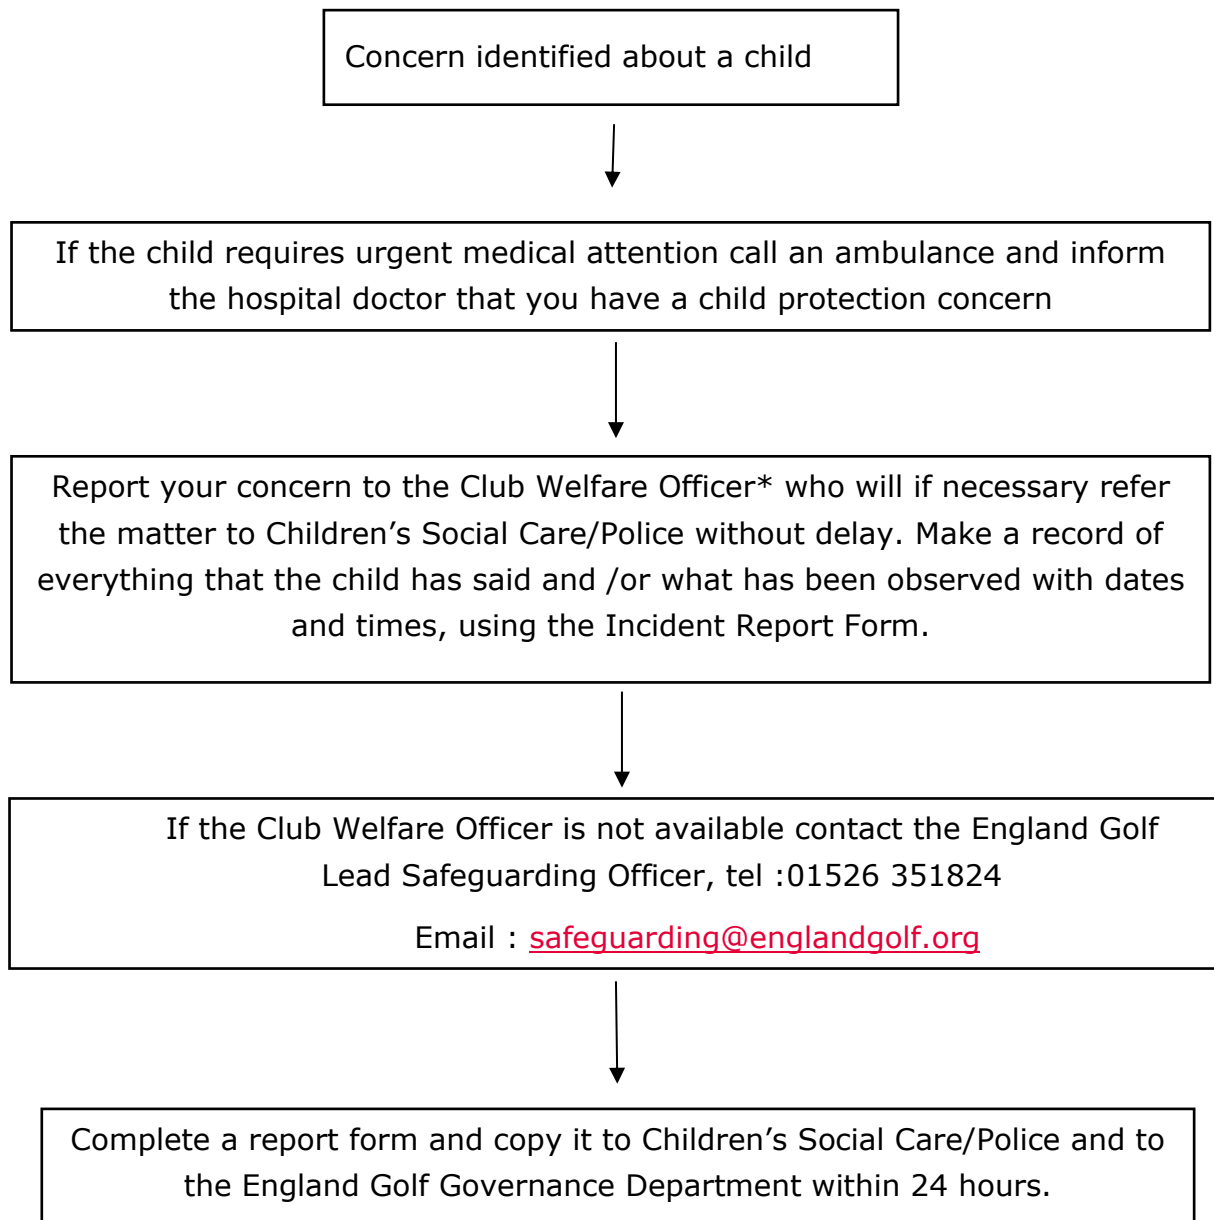 Concern identified about a child
If the child requires urgent medical attention call an ambulance and inform
the hospital doctor that you have a child protection concern
Report your concern to the Club Welfare Officer* who will if necessary refer
the matter to Children’s Social Care/Police without delay. Make a record of
everything that the child has said and /or what has been observed with dates
and times, using the Incident Report Form.
If the Club Welfare Officer is not available contact the England Golf
Lead Safeguarding Officer, tel :01526 351824
Email : safeguarding@englandgolf.org
Complete a report form and copy it to Children’s Social Care/Police and to
the England Golf Governance Department within 24 hours.